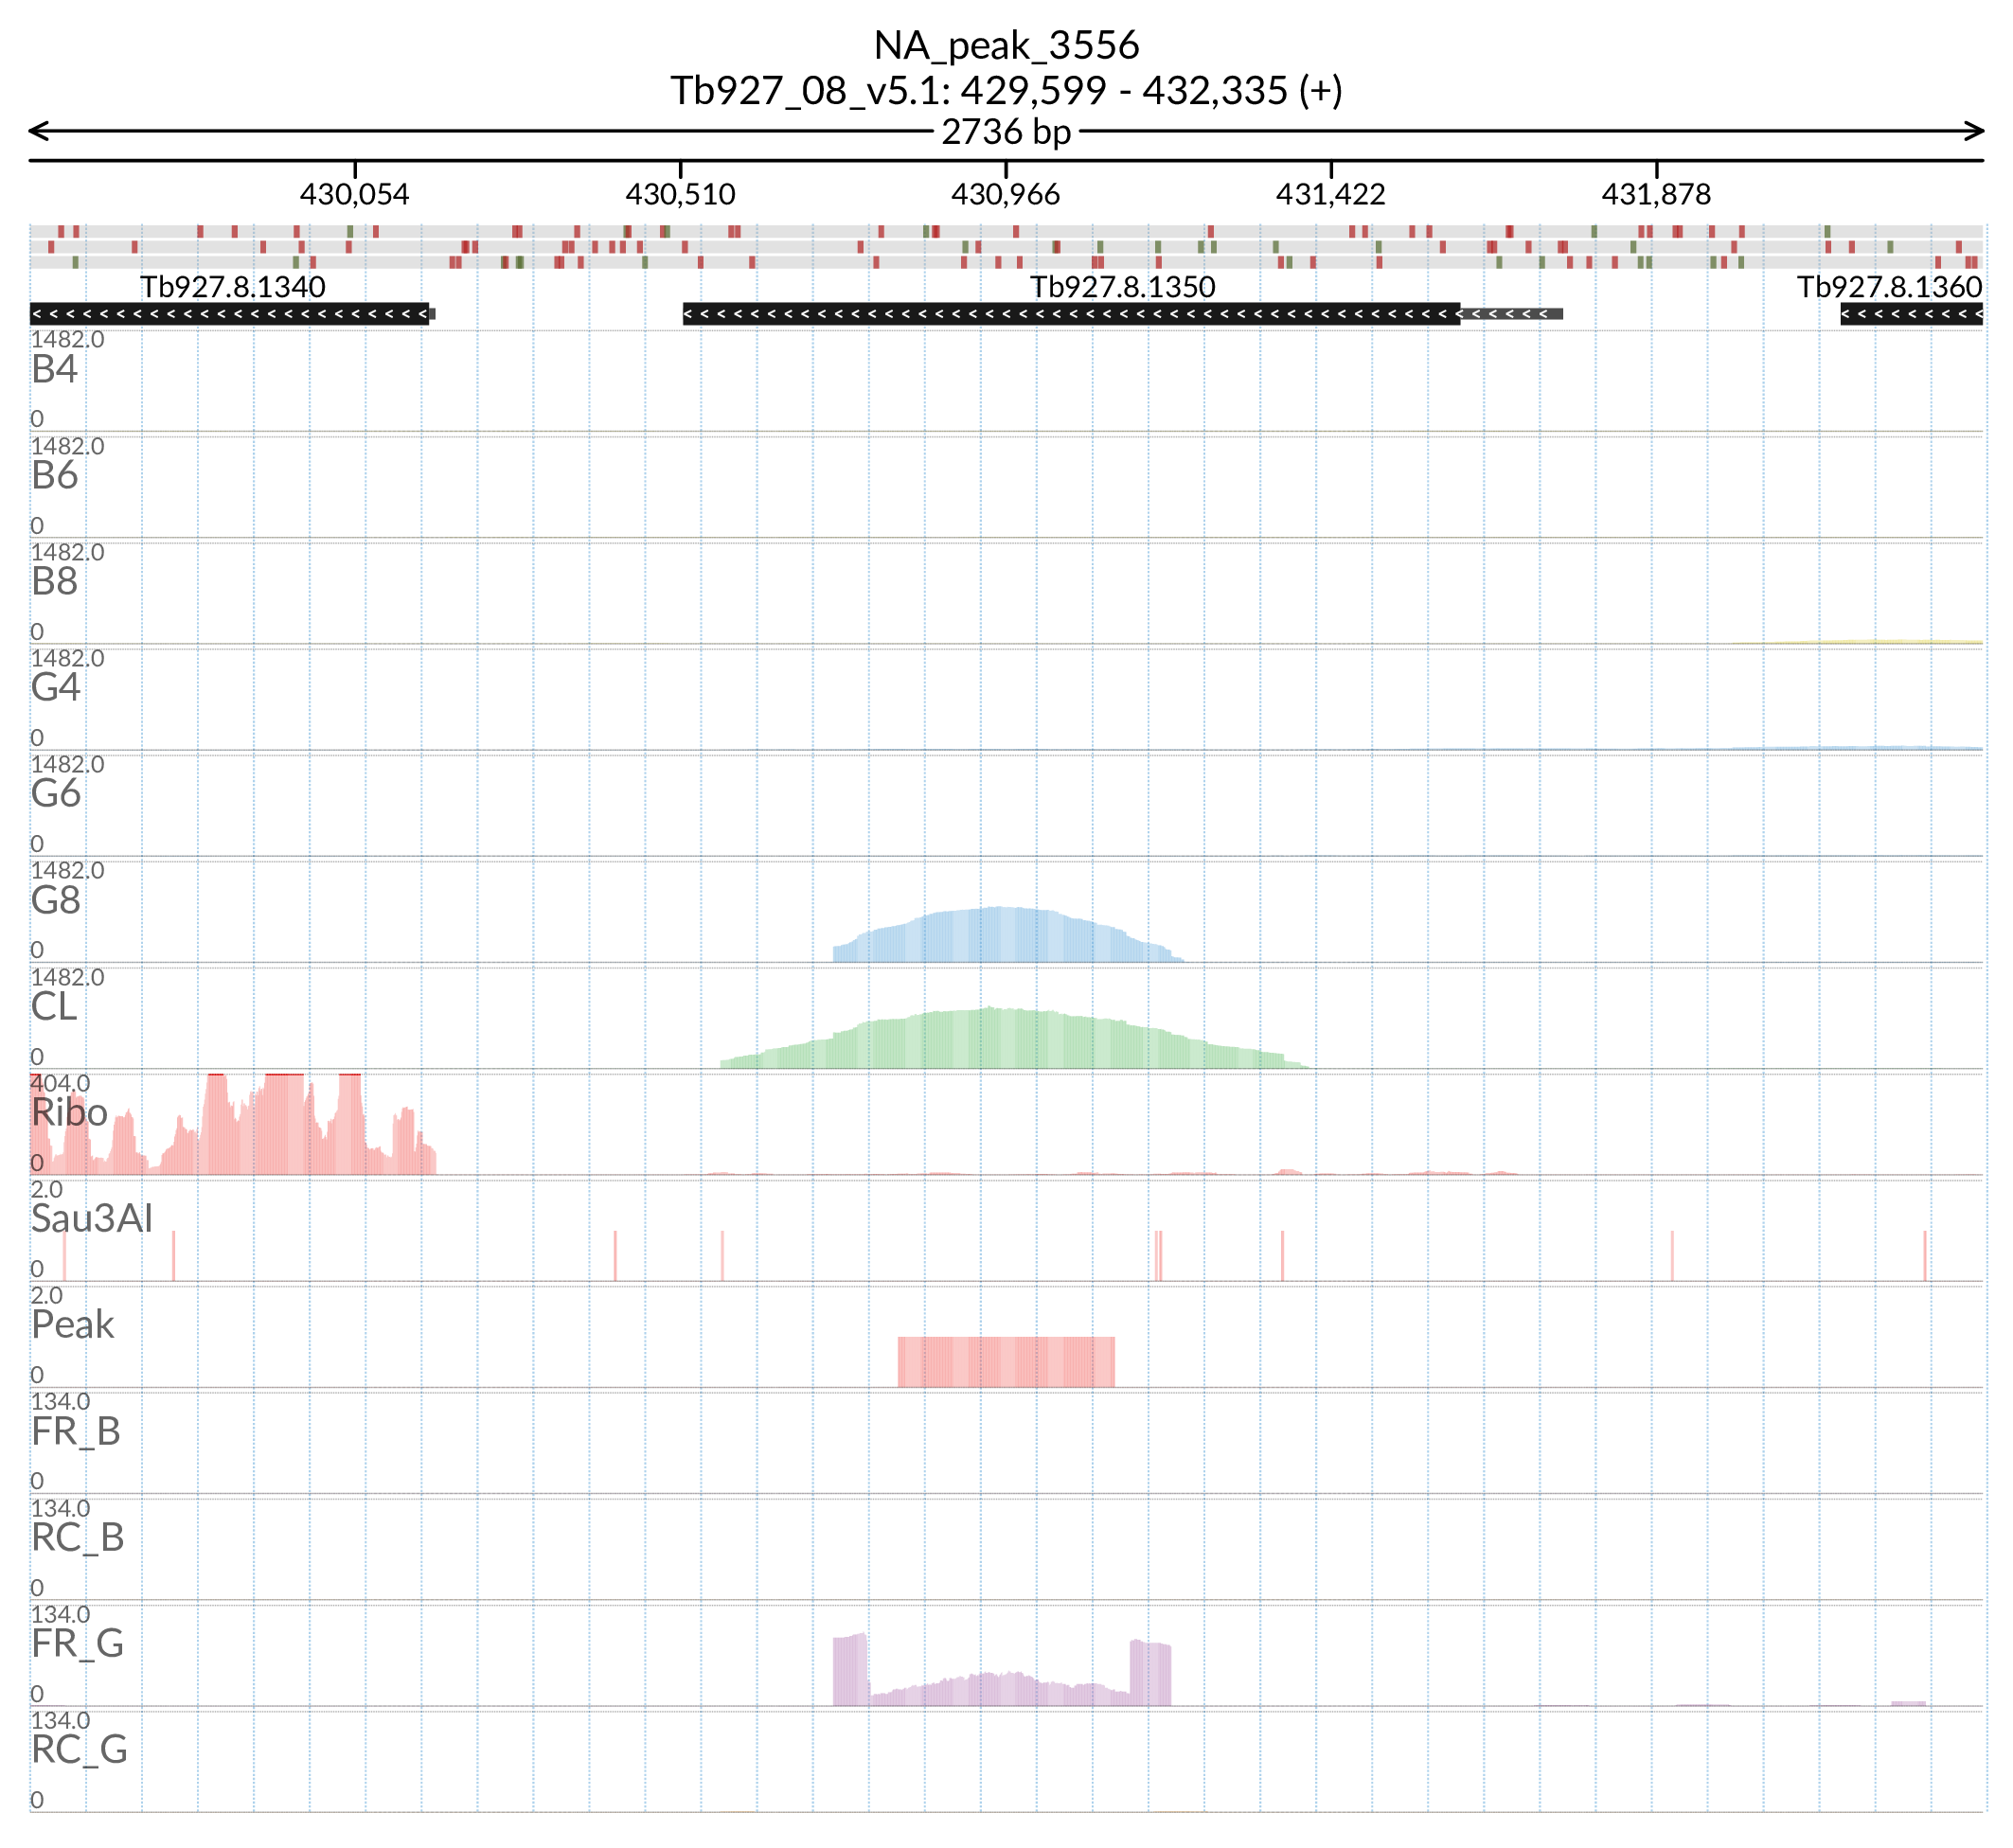 NA_peak_3556
Tb927_08_v5.1: 429,599 - 432,335 (+)
2736 bp
430,054 430,510 430,966 431,422 431,878
Tb927.8.1340 Tb927.8.1350 Tb927.8.1360
1482.0
B4
0
1482.0
B6
0
1482.0
B8
0
1482.0
G4
0
1482.0
G6
0
1482.0
G8
0
1482.0
CL
0
404.0
Ribo
0
2.0
Sau3AI
0
2.0
Peak
0
134.0
FR_B
0
134.0
RC_B
0
134.0
FR_G
0
134.0
RC_G
0